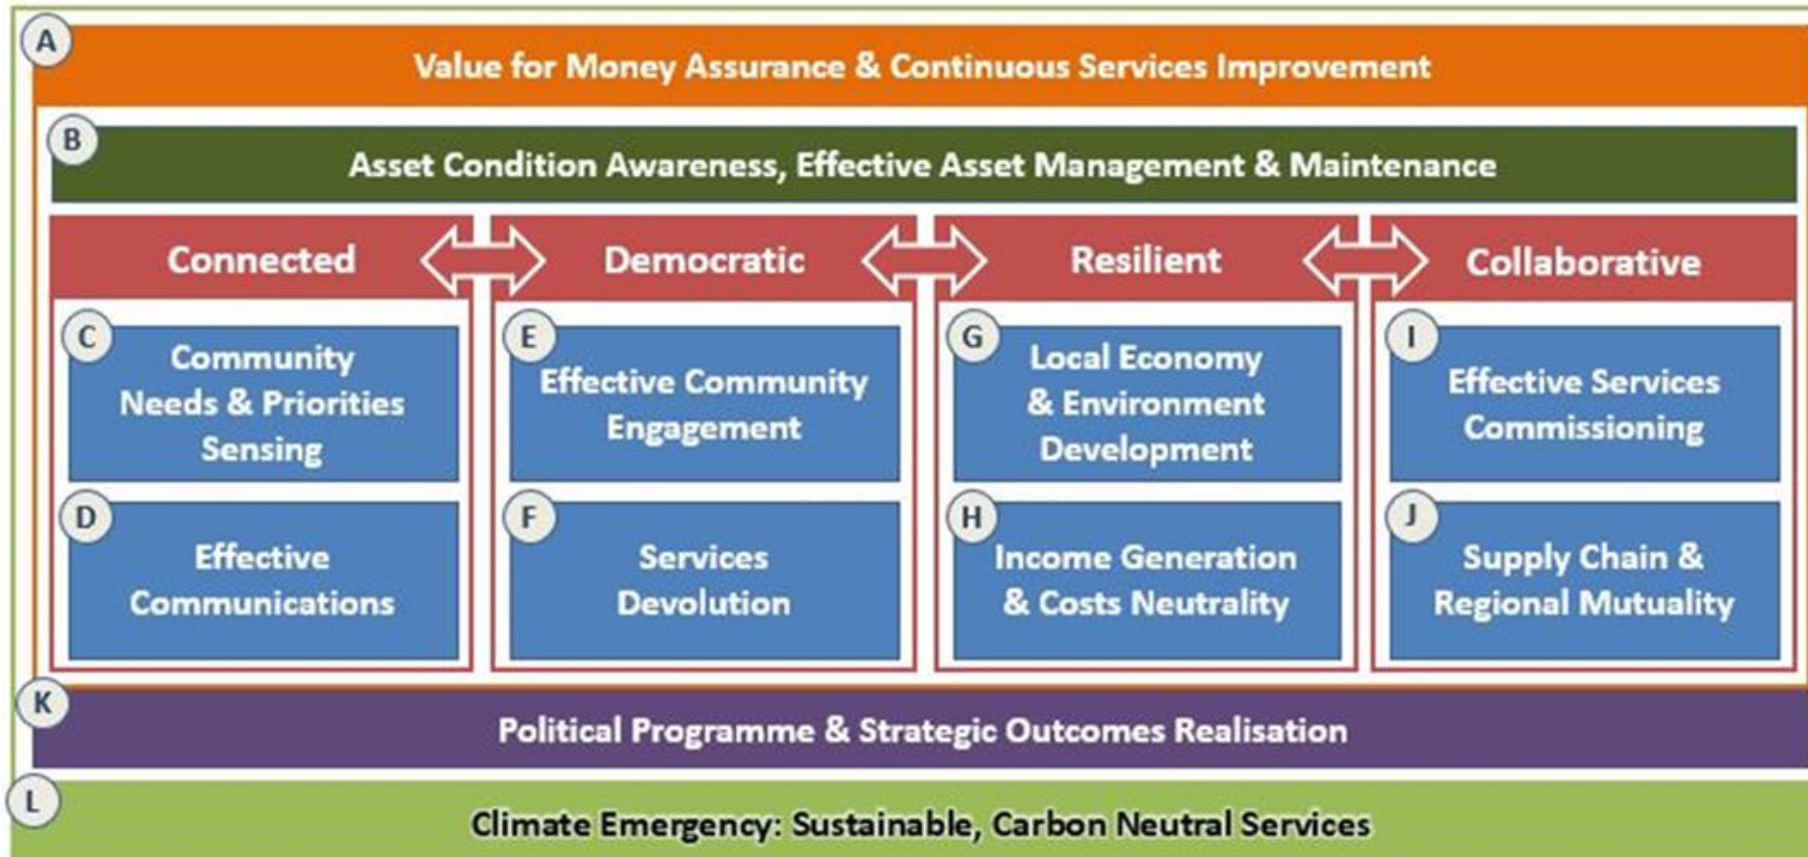 A
Value for Money Assurance & Continuous Services Improvement
B
Asset Condition Awareness, Effective Asset Management & Maintenance
Connected
Democratic
Resilient
Collaborative
C
Community
Needs & Priorities
Sensing
D
Effective
Communications
E
Effective Community
Engagement
F
Services
Devolution
G
Local Economy
& Environment
Development
H
Income Generation
& Costs Neutrality
I
Effective Services
Commissioning
J
Supply Chain &
Regional Mutuality
K
Political Programme & Strategic Outcomes Realisation
L
Climate Emergency: Sustainable, Carbon Neutral Services